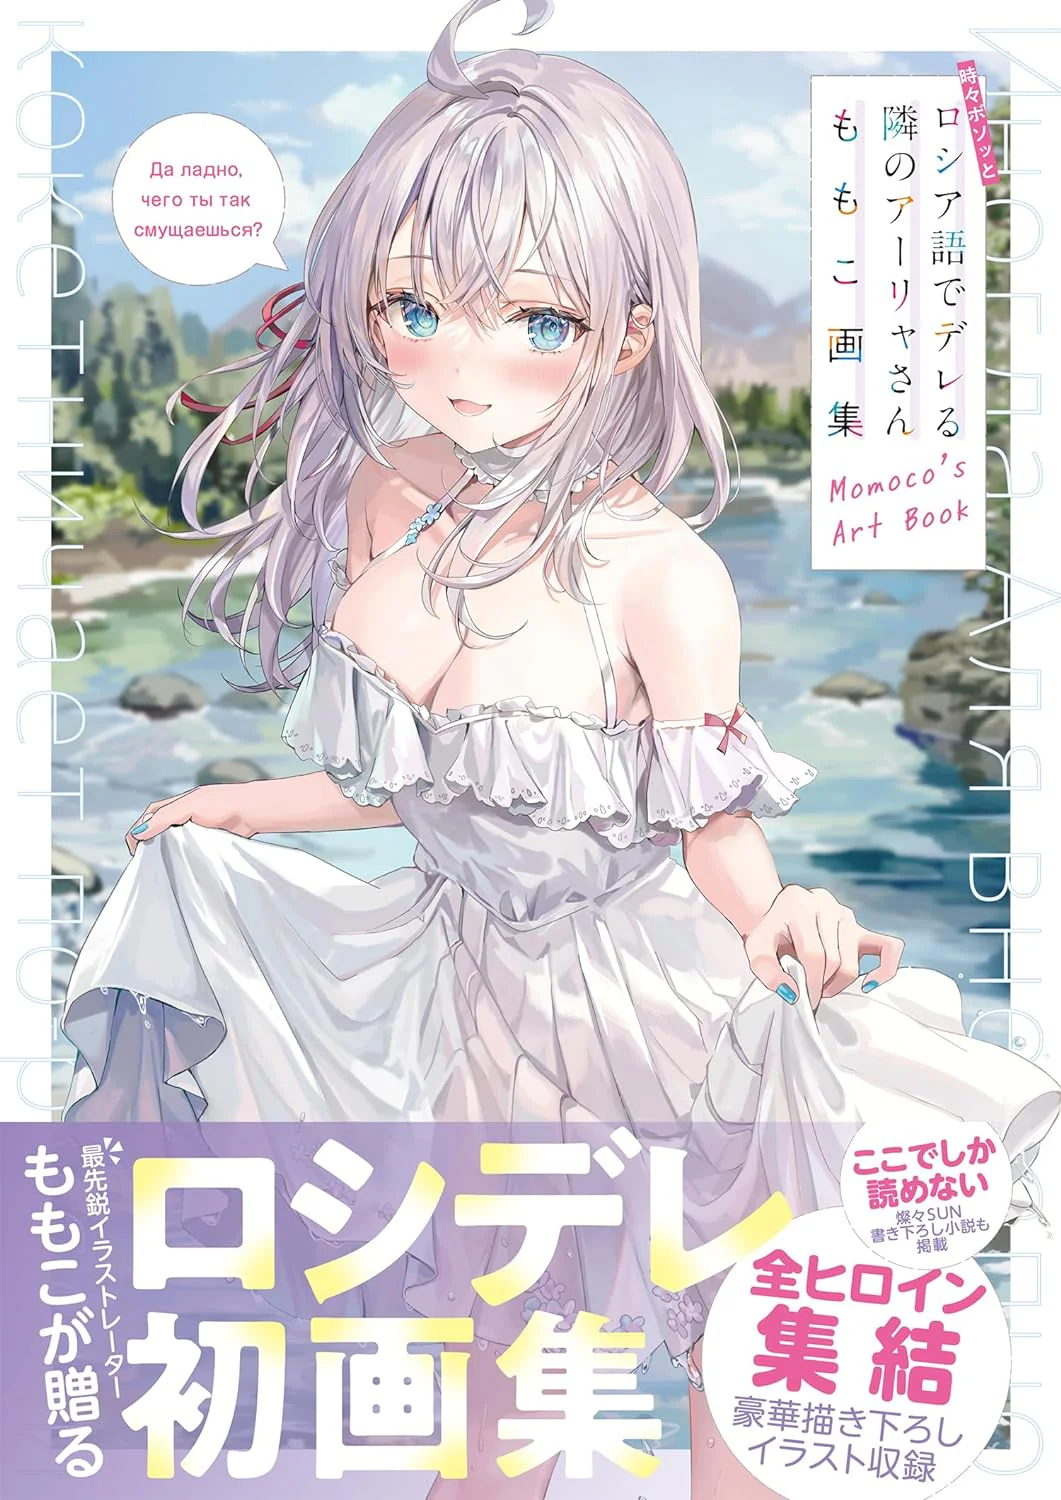 時々ボソッと
ロシア語でデレる
隣のアーリャさん
ももこ画集
Momoco's
Art Book
Да ладно,
чего ты так
смущаешься?
Иногда Аля вне
кокетничает по-р
最先鋭イラストレーター
ももこが贈る
ロシデレ
初画集
ここでしか
読めない
燦々SUN
書き下ろし小説も
掲載
全ヒロイン
集結
豪華描き下ろし
イラスト収録